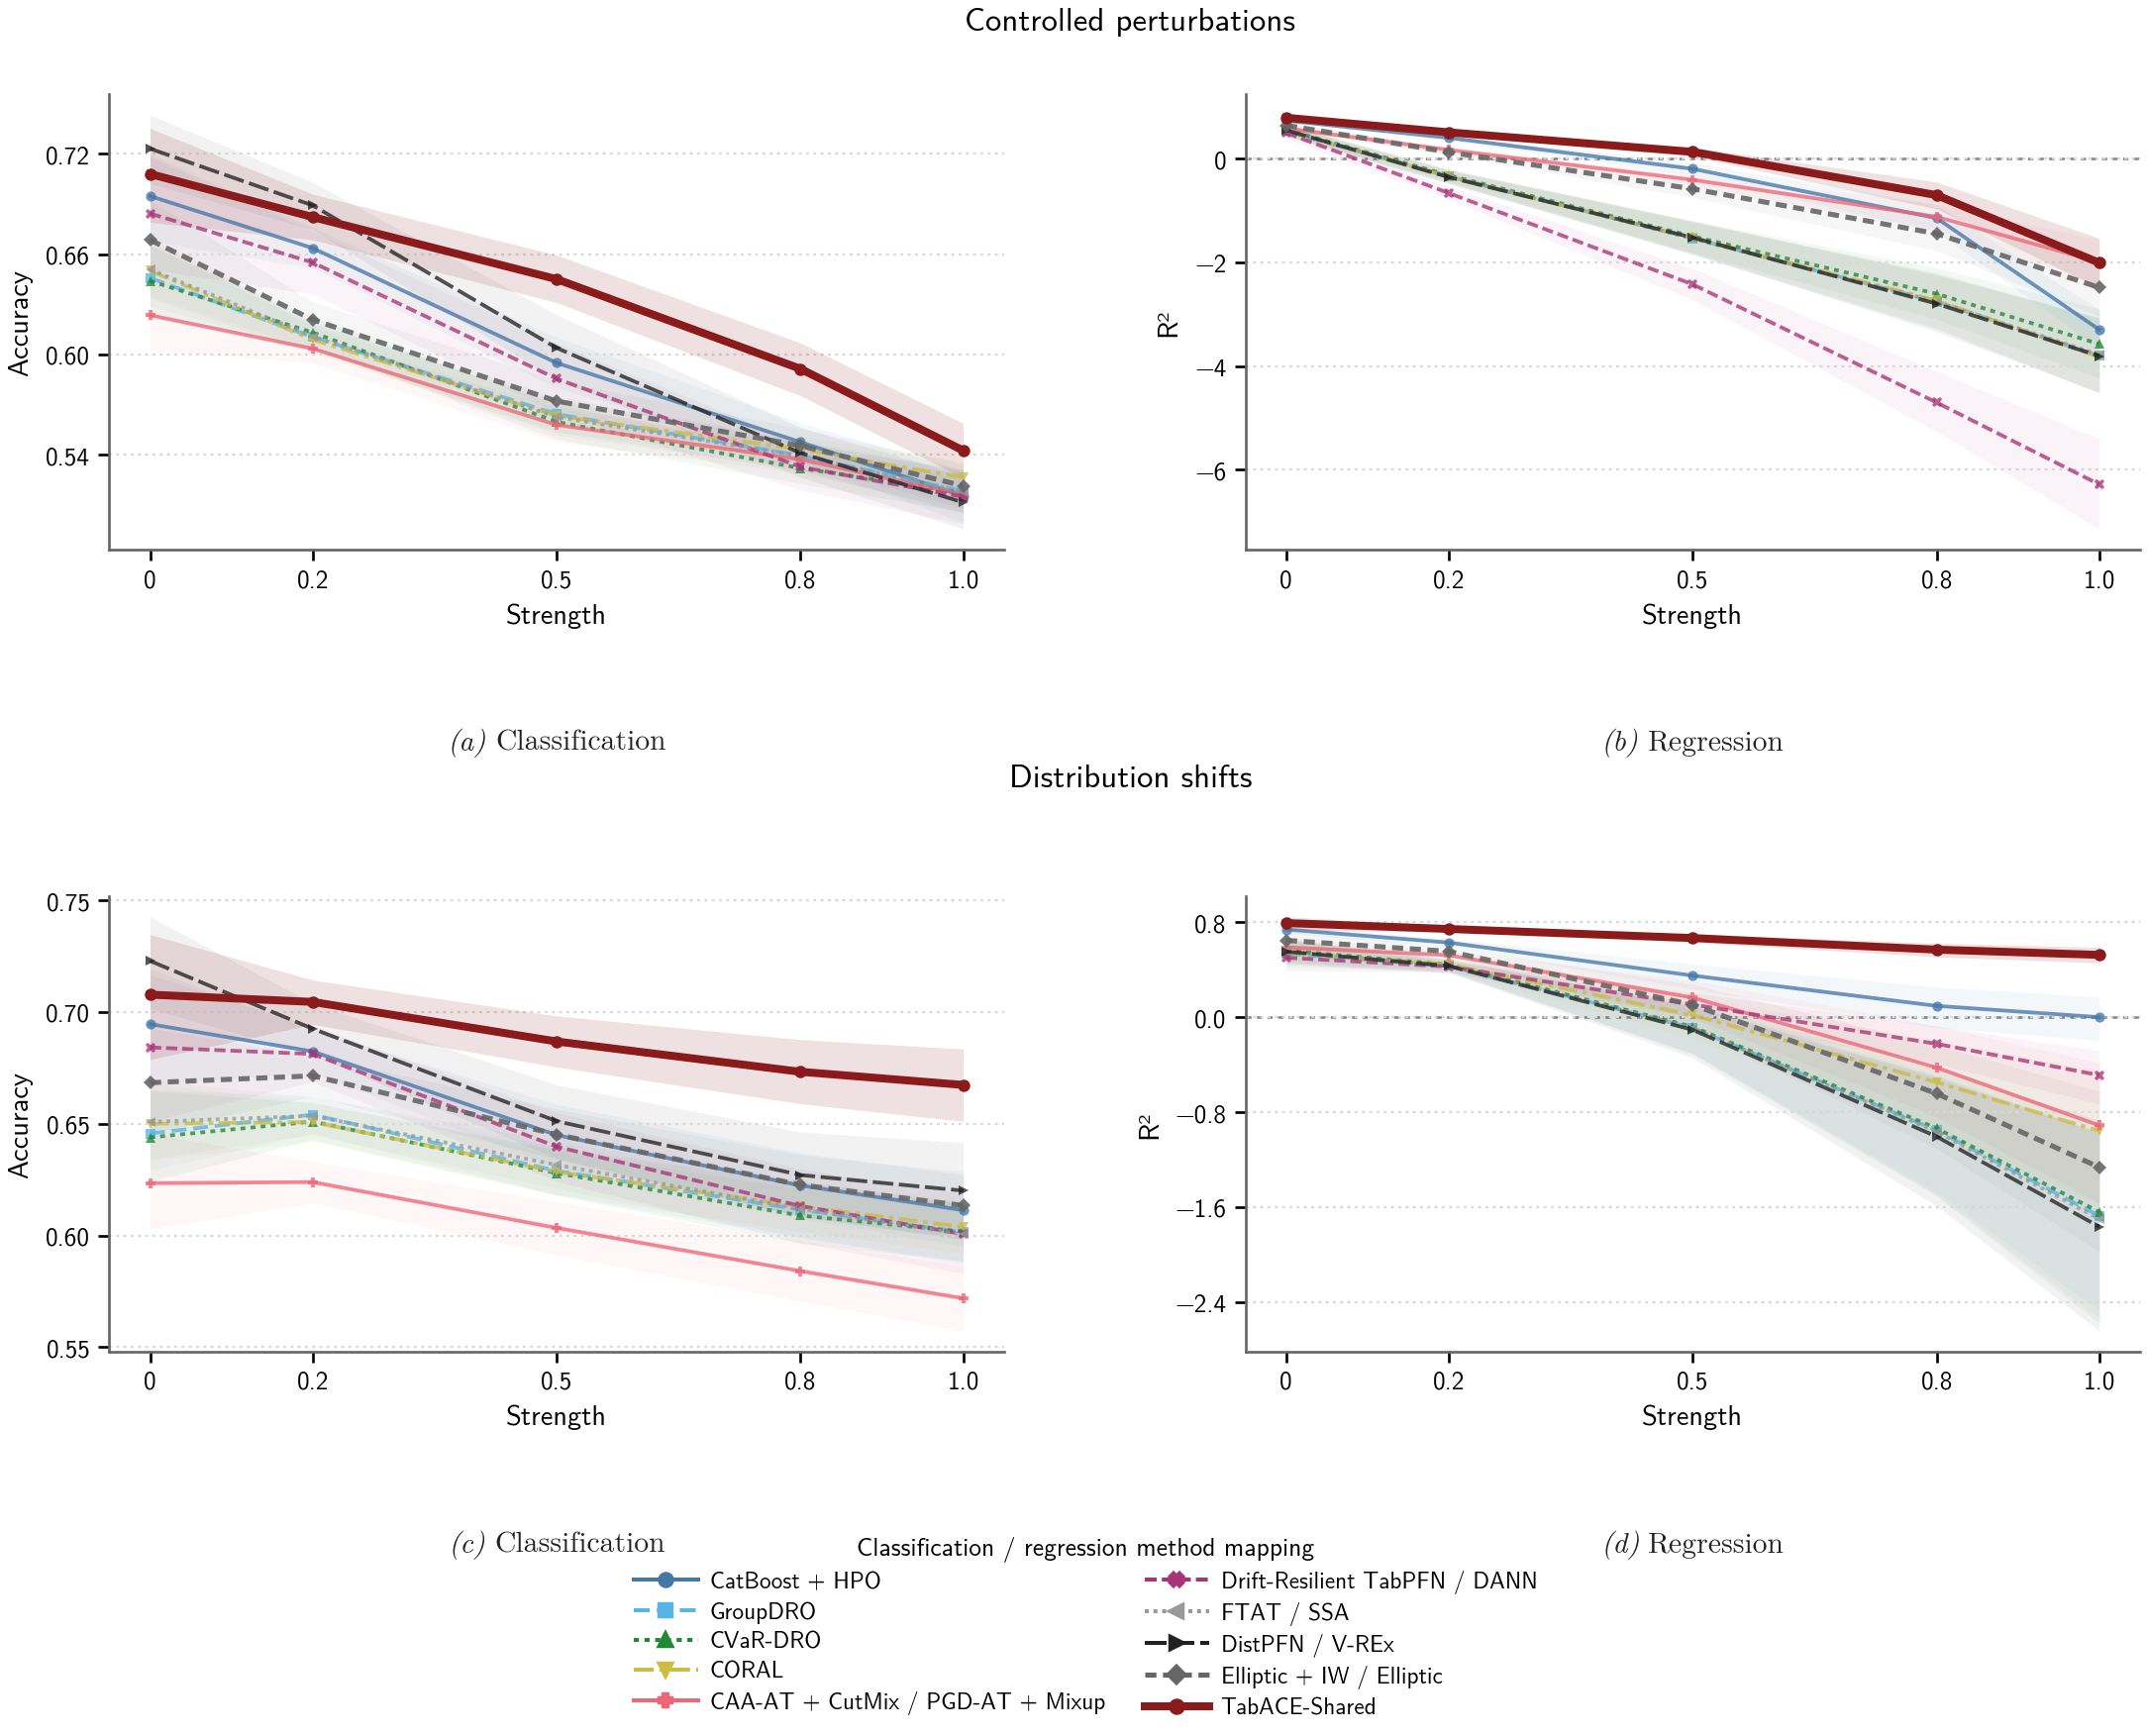 Controlled perturbations
Accuracy
0.72
0.66
0.60
0.54
0 0.2 0.5 0.8 1.0
Strength
(a) Classification
R²
0
−2
−4
−6
0 0.2 0.5 0.8 1.0
Strength
(b) Regression
Distribution shifts
Accuracy
0.75
0.70
0.65
0.60
0.55
0 0.2 0.5 0.8 1.0
Strength
(c) Classification
R²
0.8
0.0
−0.8
−1.6
−2.4
0 0.2 0.5 0.8 1.0
Strength
(d) Regression
Classification / regression method mapping
CatBoost + HPO
GroupDRO
CVaR-DRO
CORAL
CAA-AT + CutMix / PGD-AT + Mixup
Drift-Resilient TabPFN / DANN
FTAT / SSA
DistPFN / V-REx
Elliptic + IW / Elliptic
TabACE-Shared